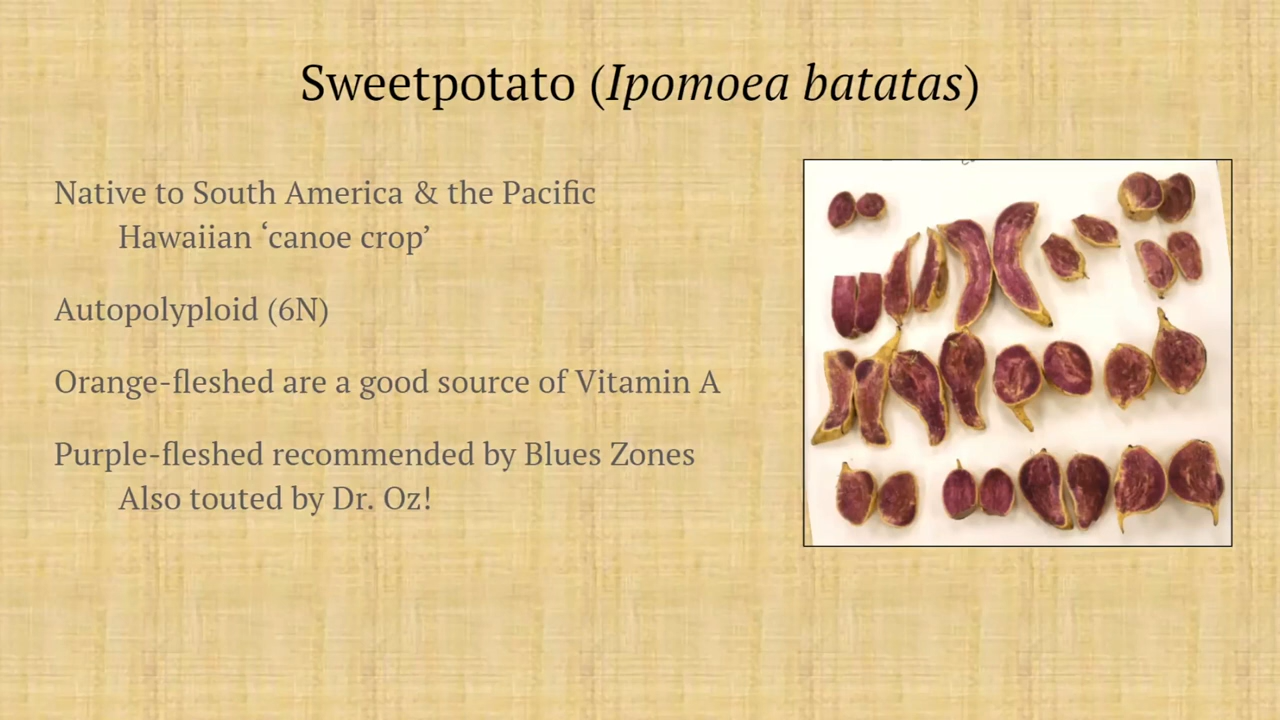 Sweetpotato (Ipomoea batatas)
Native to South America & the Pacific
Hawaiian ‘canoe crop’
Autopolyploid (6N)
Orange-fleshed are a good source of Vitamin A
Purple-fleshed recommended by Blues Zones
Also touted by Dr. Oz!